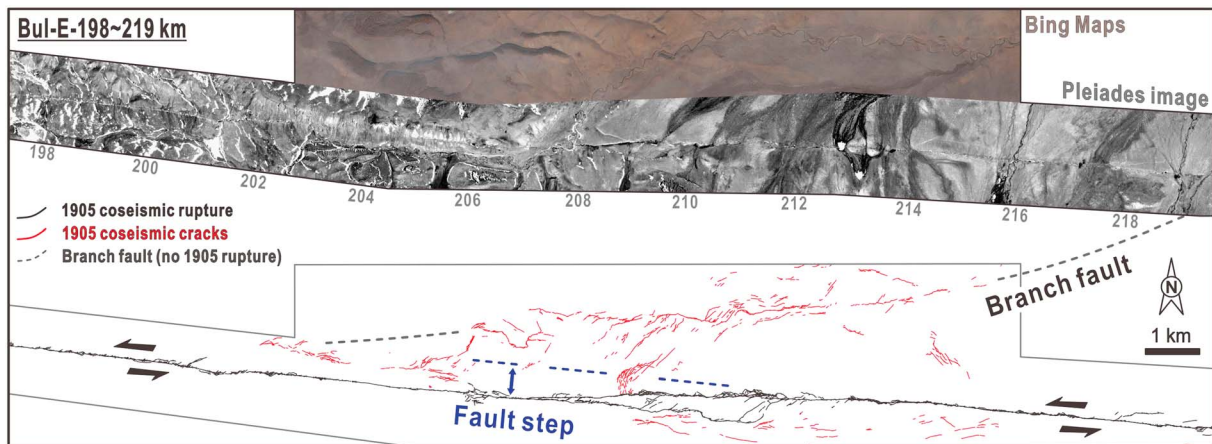 Bul-E-198~219 km
Bing Maps
Pleiades image
198
200
202
204
206
208
210
212
214
216
218
1905 coseismic rupture
1905 coseismic cracks
Branch fault (no 1905 rupture)
Branch fault
N
1 km
Fault step